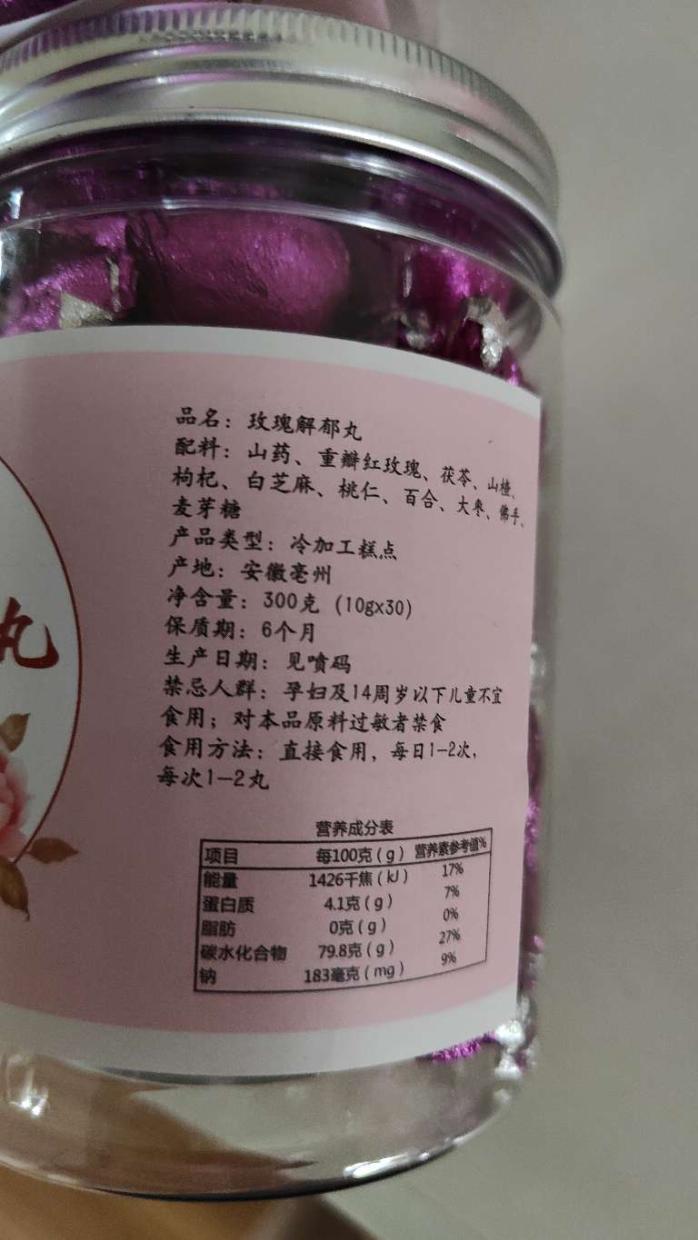 丸
品名：玫瑰解郁丸
配料：山药、重瓣红玫瑰、茯苓、山楂、
枸杞、白芝麻、桃仁、百合、大枣、佛手、
麦芽糖
产品类型：冷加工糕点
产地：安徽亳州
净含量：300克（10gx30）
保质期：6个月
生产日期：见喷码
禁忌人群：孕妇及14周岁以下儿童不宜
食用；对本品原料过敏者禁食
食用方法：直接食用，每日1-2次，
每次1-2丸
营养成分表
项目 每100克(g) 营养素参考值%
能量 1426千焦(kJ) 17%
蛋白质 4.1克(g) 7%
脂肪 0克(g) 0%
碳水化合物 79.8克(g) 27%
钠 183毫克(mg) 9%